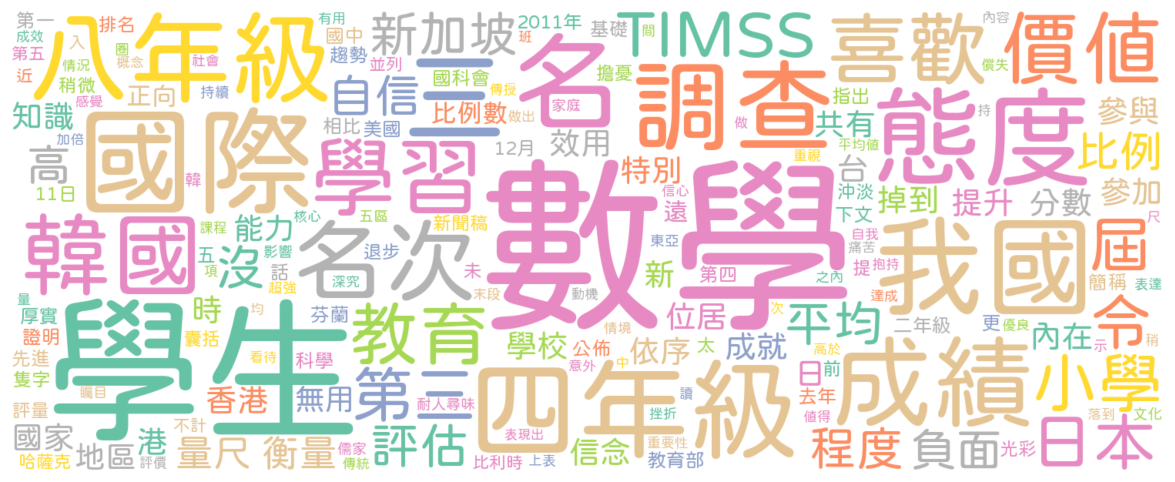 第一
成效
第五
近
排名
入
圈
情況
概念
稍微
感覺
八年級
社會
持續
有用
國中
趨勢
並列
新加坡
班
2011年
基礎
間
TIMSS
喜歡
內容
償失
價值
正向
知識
加倍
自信
二
三
國科會
傳授
比例數
做出
美國
相比
12月
名
家庭
效用
擔憂
調查
做
指出
平均值
重視
共有
特別
信心
態度
持
參與
比例
參加
尺
高
11日
國際
韓
學習
數學
遠
台
沖淡
下文
掉到
提升
分數
自我
痛苦
抱持
提
東亞
第四
新
之內
達成
我國
屆
簡稱
表達
韓國
課程
核心
五區
能力
五
項
影響
沒
話
超強
名次
退步
深究
新聞稿
未
末段
動機
量
厚實
證明
先進
隻字
學生
矚目
時
囊括
均
看待
科學
芬蘭
教育
情境
位居
次
平均
二年級
更
優良
示
稍
內在
令
學校
公佈
意外
依序
太
成就
中
高於
日
前
去年
值得
成績
小學
落到
文化
評量
國家
哈薩克
地區
港
評價
不計
香港
量尺
衡量
儒家
傳統
無用
第三
耐人尋味
評估
比利時
上表
表現出
四年級
讀
挫折
信念
重要性
教育部
程度
負面
光彩
日本